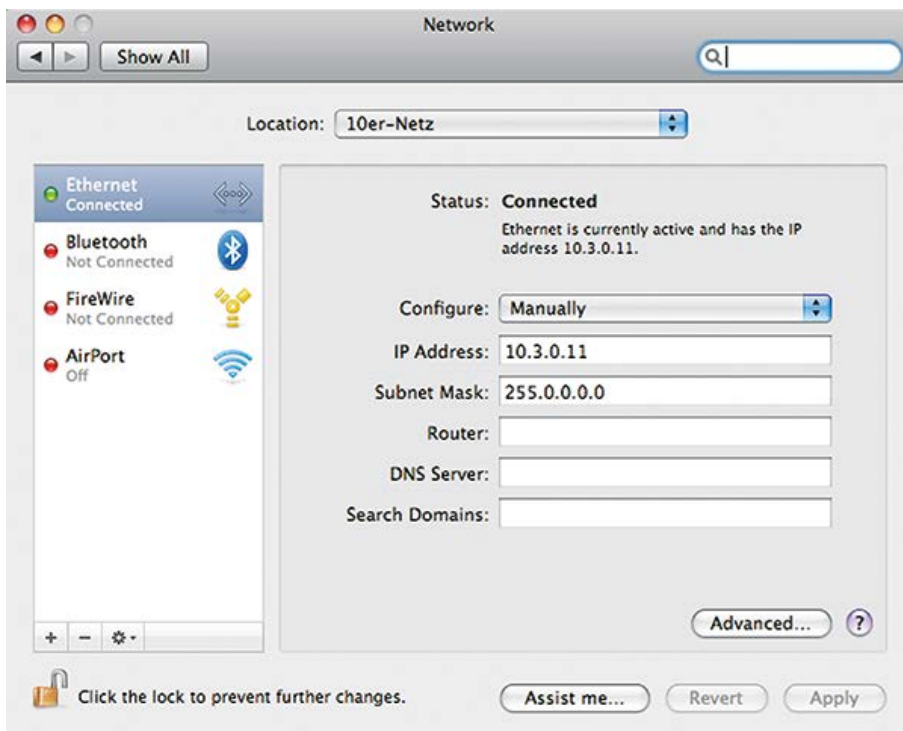 Network
Show All
Location: 10er-Netz
Ethernet
Connected
Bluetooth
Not Connected
FireWire
Not Connected
AirPort
Off
Status: Connected
Ethernet is currently active and has the IP
address 10.3.0.11.
Configure: Manually
IP Address: 10.3.0.11
Subnet Mask: 255.0.0.0.0
Router:
DNS Server:
Search Domains:
Advanced... ?
Click the lock to prevent further changes.
Assist me... Revert Apply